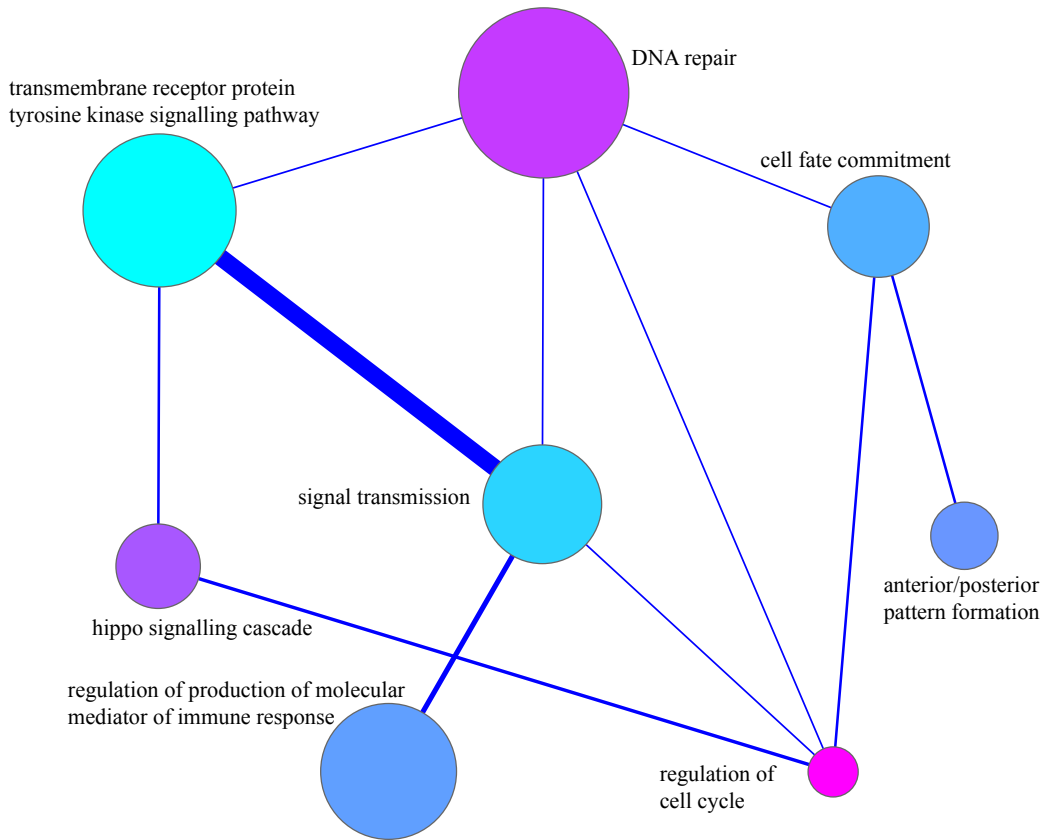 DNA repair
transmembrane receptor protein
tyrosine kinase signalling pathway
cell fate commitment
signal transmission
anterior/posterior
pattern formation
hippo signalling cascade
regulation of production of molecular
mediator of immune response
regulation of
cell cycle